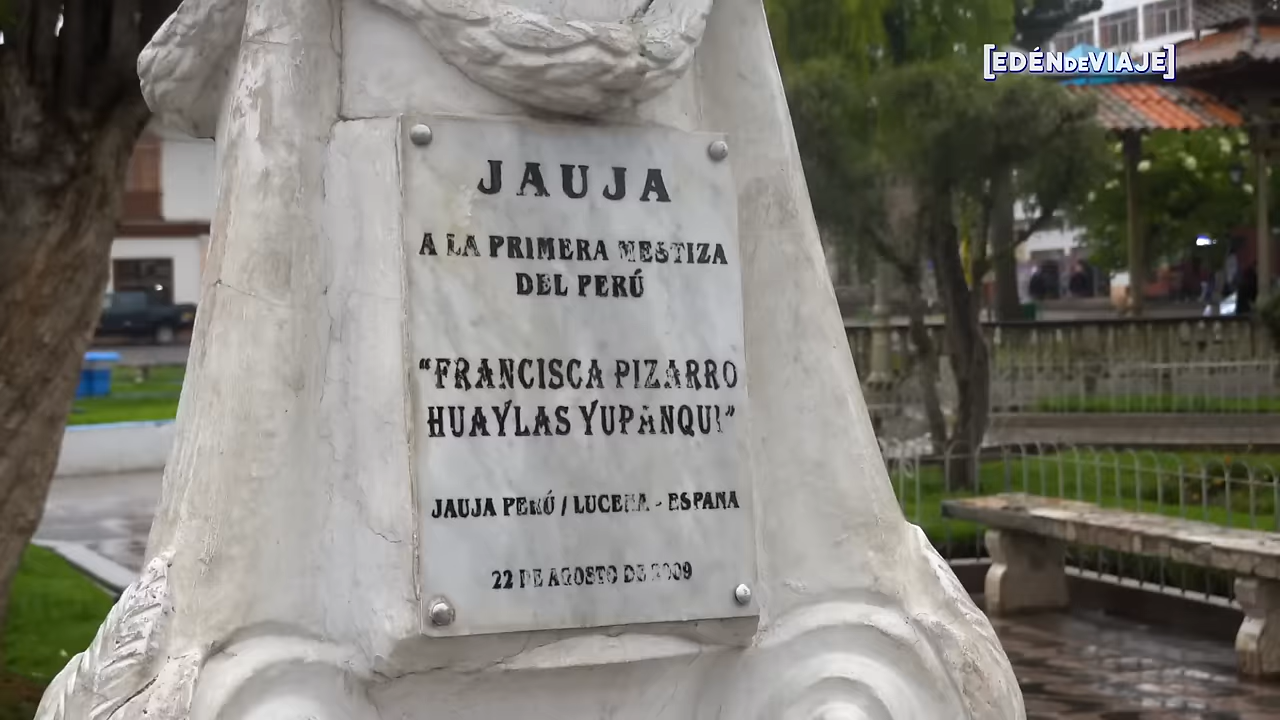 [EDÉNDEVIAJE]
JAUJA
A LA PRIMERA MESTIZA
DEL PERÚ
"FRANCISCA PIZARRO
HUAYLAS YUPANQUI"
JAUJA PERÚ / LUCENA - ESPANA
22 DE AGOSTO DE 2009